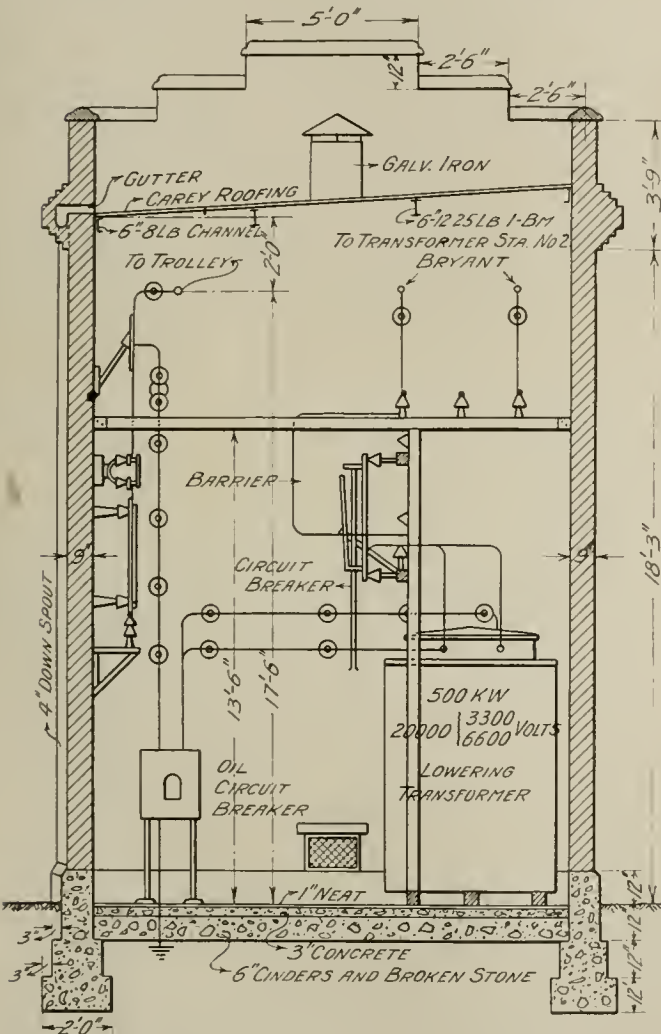 5'-0"
12"
2'-6"
2'-6"
GALV. IRON
3'-9"
GUTTER
CAREY ROOFING
6" 8LB CHANNEL
2'-0"
6"-12 25 LB I-BM
TO TRANSFORMER STA. NO 2
BRYANT
TO TROLLEYS
BARRIER
9"
9"
CIRCUIT
BREAKER
18'-3"
4" DOWN SPOUT
13'-6"
17'-6"
500 KW
20000 3300
6600 VOLTS
LOWERING
TRANSFORMER
OIL
CIRCUIT
BREAKER
1" NEAT
12"
12"
3"
3" CONCRETE
12"
3"
6" CINDERS AND BROKEN STONE
12"
2'-0"